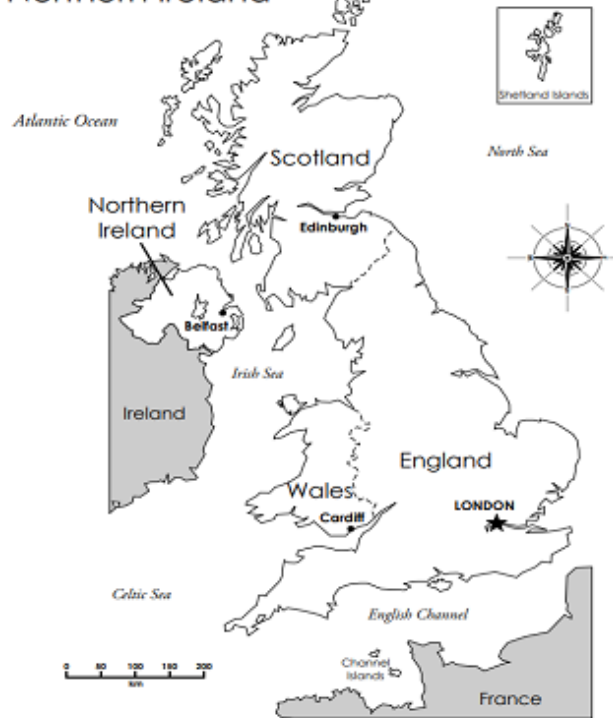 Northern Ireland
Shetland Islands
Atlantic Ocean
North Sea
Scotland
Northern
Ireland
Edinburgh
N
E
S
W
Belfast
Irish Sea
Ireland
England
Wales
LONDON
Cardiff
Celtic Sea
English Channel
Channel
Islands
0 50 100 150 200
km
France